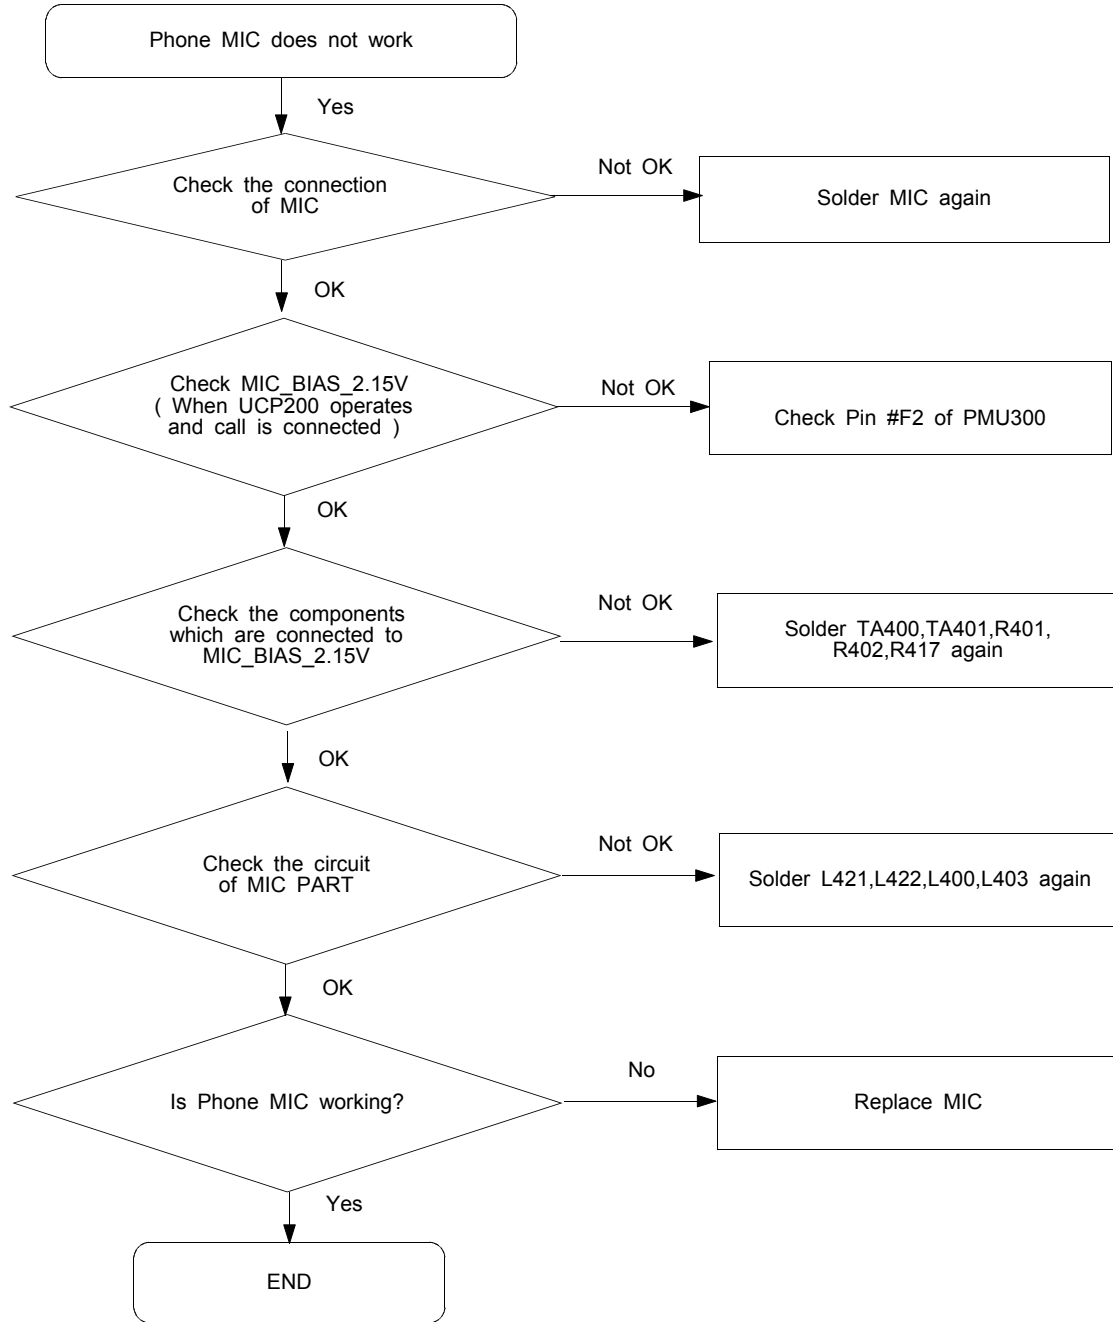 Phone MIC does not work
Yes
Check the connection
of MIC
Not OK
Solder MIC again
OK
Check MIC_BIAS_2.15V
( When UCP200 operates
and call is connected )
Not OK
Check Pin #F2 of PMU300
OK
Check the components
which are connected to
MIC_BIAS_2.15V
Not OK
Solder TA400,TA401,R401,
R402,R417 again
OK
Check the circuit
of MIC PART
Not OK
Solder L421,L422,L400,L403 again
OK
Is Phone MIC working?
No
Replace MIC
Yes
END